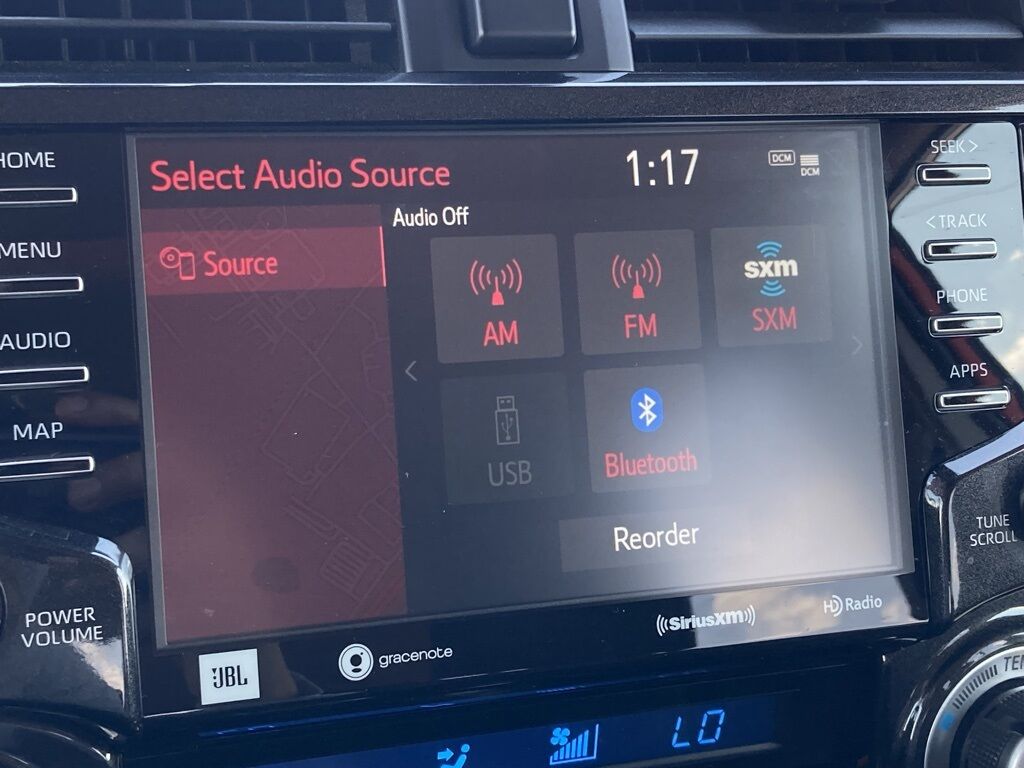 HOME
MENU
AUDIO
MAP
POWER
VOLUME
Select Audio Source
1:17
DCM
DCM
Audio Off
Source
AM
FM
sxm
SXM
USB
Bluetooth
Reorder
SEEK >
< TRACK
PHONE
APPS
TUNE
SCROLL
JBL
gracenote
SiriusXM
HD Radio
LO